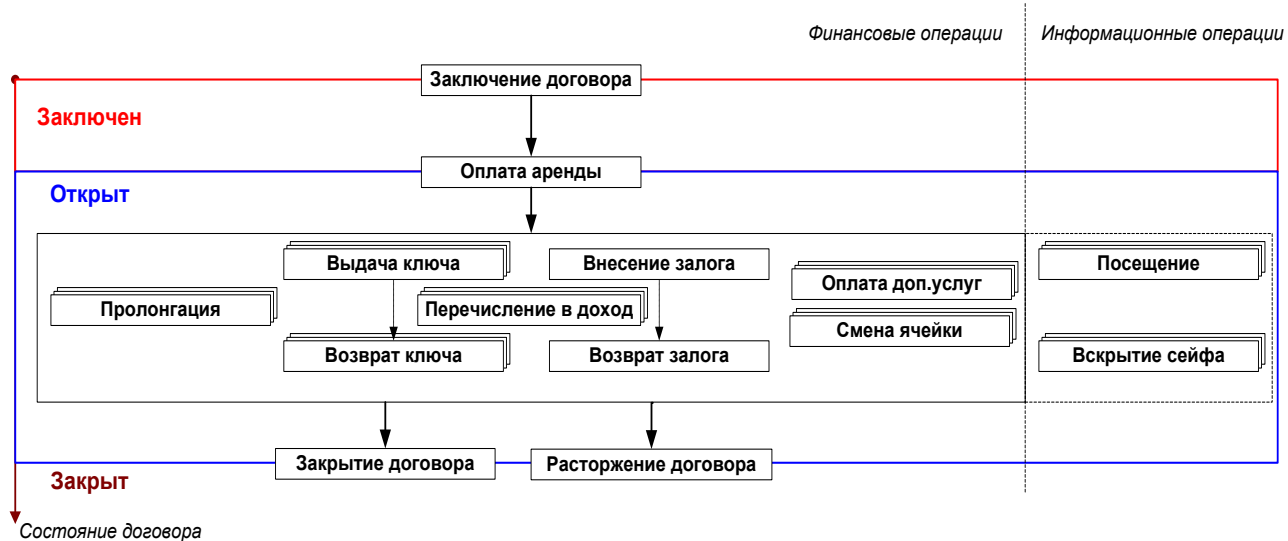 Финансовые операции
Информационные операции
Заключение договора
Заключен
Оплата аренды
Открыт
Выдача ключа
Внесение залога
Посещение
Оплата доп.услуг
Пролонгация
Перечисление в доход
Смена ячейки
Возврат ключа
Возврат залога
Вскрытие сейфа
Закрытие договора
Расторжение договора
Закрыт
Состояние договора